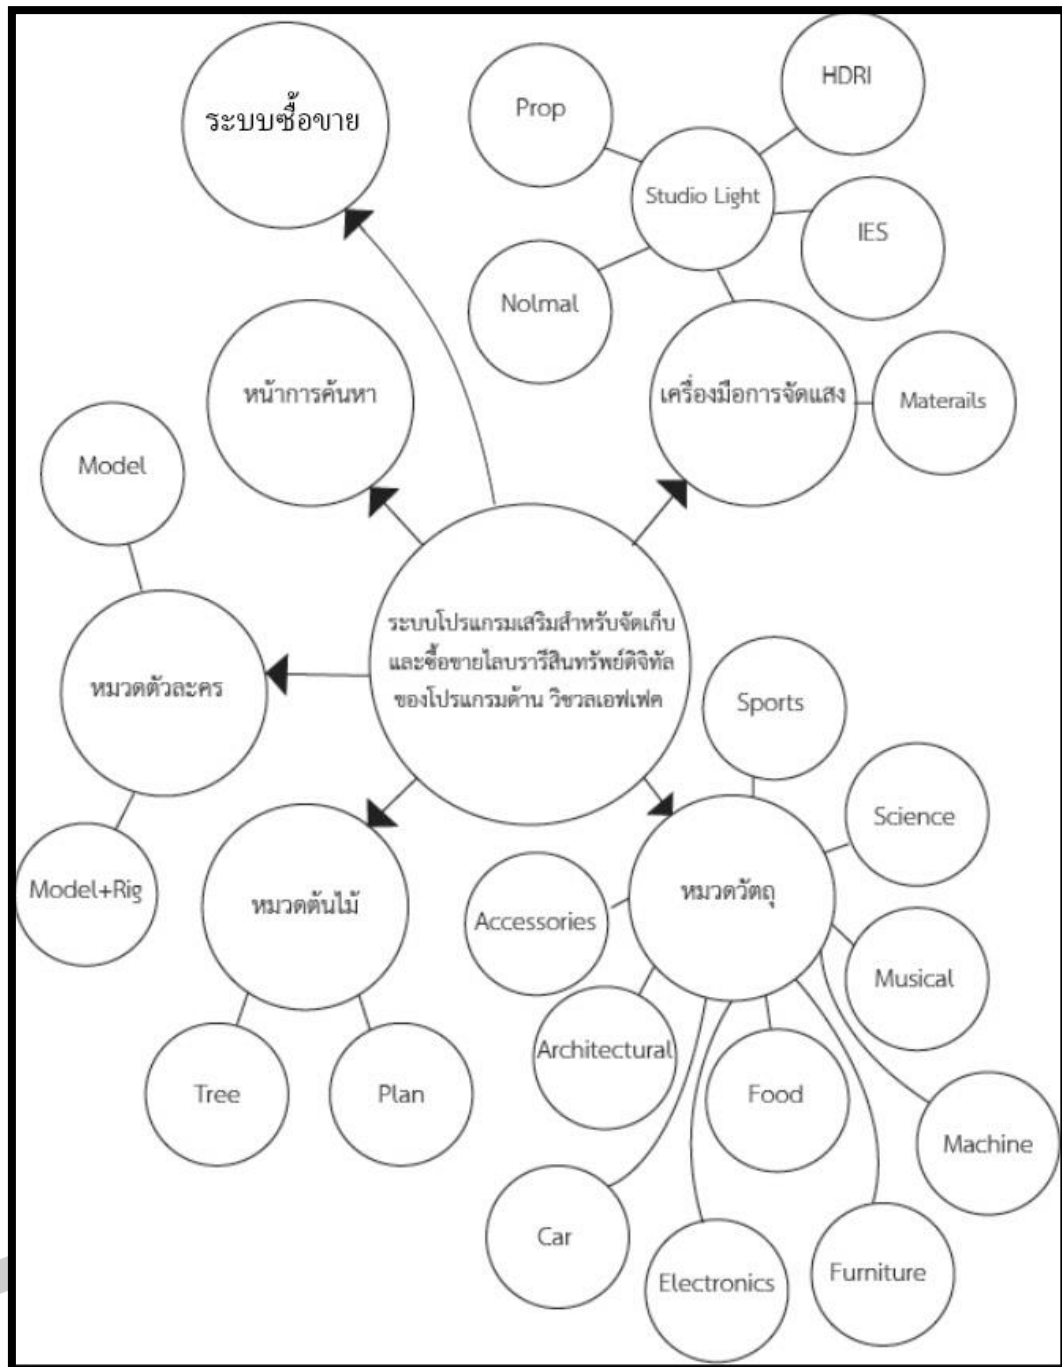 ระบบซื้อขาย
Prop
HDRI
Studio Light
IES
Nolmal
หน้าการค้นหา
เครื่องมือการจัดแสง
Materails
Model
ระบบโปรแกรมเสริมสำหรับจัดเก็บ
และซื้อขายไลบรารีสินทรัพย์ดิจิทัล
ของโปรแกรมด้าน วิชวลเอฟเฟค
หมวดตัวละคร
Sports
Science
Model+Rig
หมวดต้นไม้
หมวดวัตถุ
Accessories
Musical
Architectural
Tree
Plan
Food
Machine
Car
Electronics
Furniture